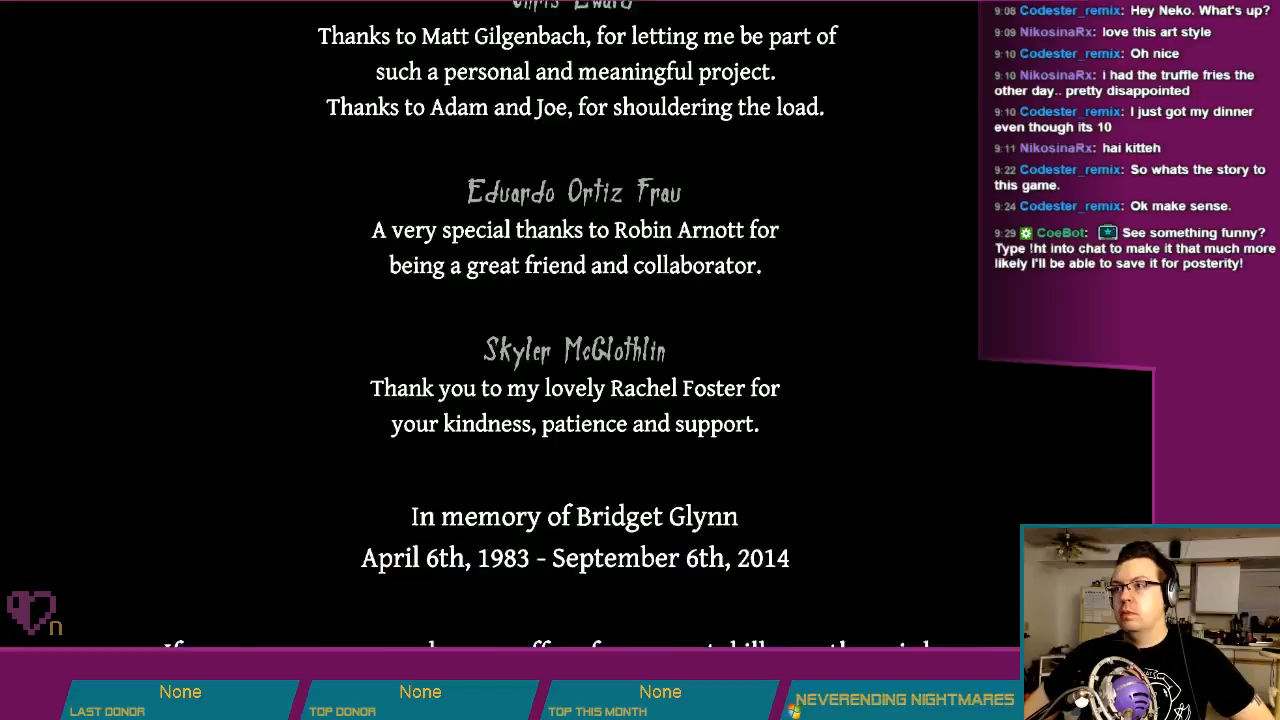 Thanks to Matt Gilgenbach, for letting me be part of
such a personal and meaningful project.
Thanks to Adam and Joe, for shouldering the load.
Eduardo Ortiz Frau
A very special thanks to Robin Arnott for
being a great friend and collaborator.
Skyler McGlothlin
Thank you to my lovely Rachel Foster for
your kindness, patience and support.
In memory of Bridget Glynn
April 6th, 1983 - September 6th, 2014
n
9:08 Codester_remix: Hey Neko. What's up?
9:09 NikosinaRx: love this art style
9:10 Codester_remix: Oh nice
9:10 NikosinaRx: i had the truffle fries the
other day.. pretty disappointed
9:10 Codester_remix: I just got my dinner
even though its 10
9:11 NikosinaRx: hai kitteh
9:22 Codester_remix: So whats the story to
this game.
9:24 Codester_remix: Ok make sense.
9:29 CoeBot: See something funny?
Type !ht into chat to make it that much more
likely I'll be able to save it for posterity!
None
LAST DONOR
None
TOP DONOR
None
TOP THIS MONTH
NEVERENDING NIGHTMARES